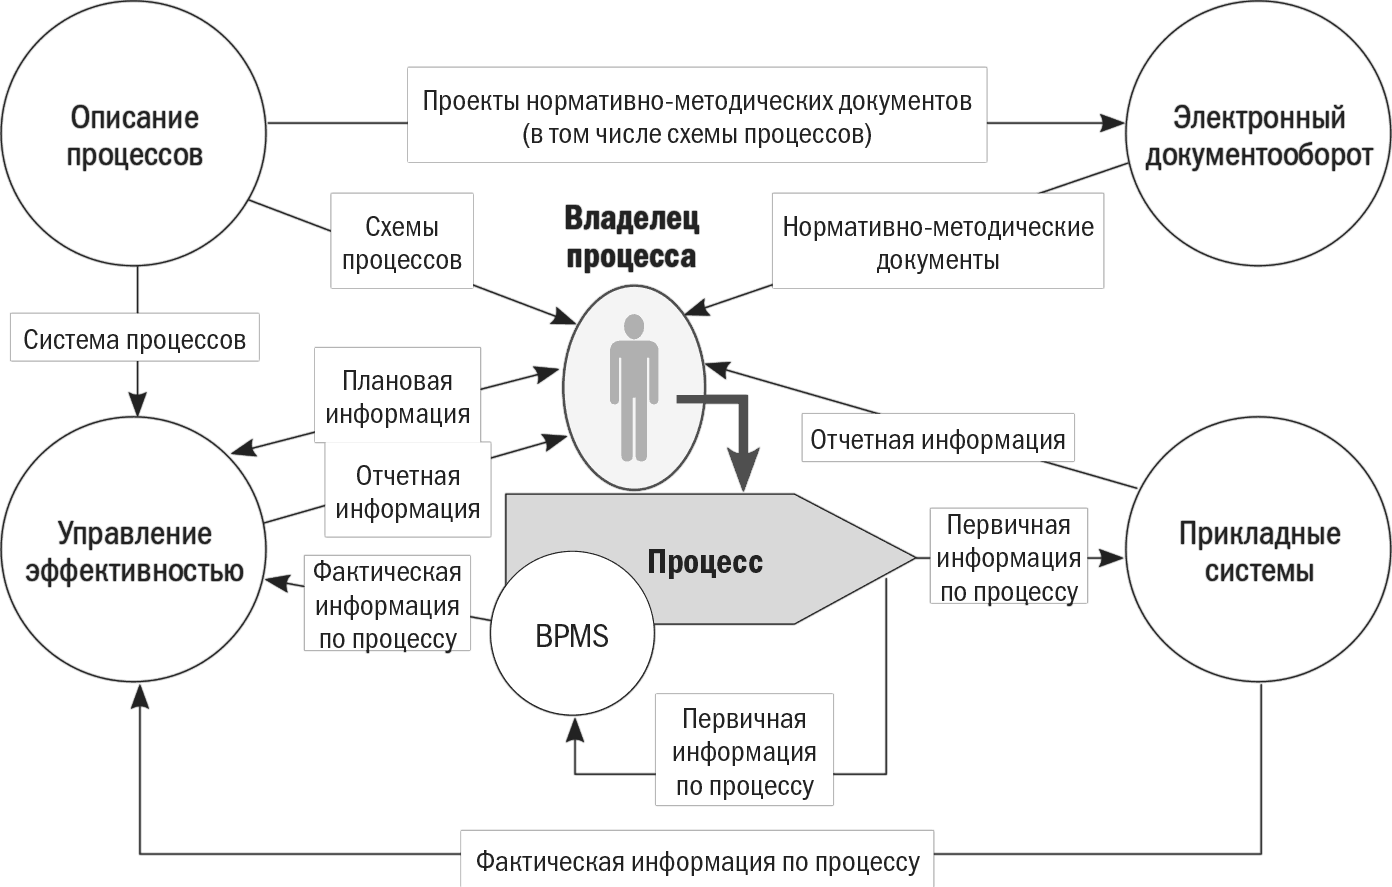 Описание
процессов
Проекты нормативно-методических документов
(в том числе схемы процессов)
Электронный
документооборот
Схемы
процессов
Владелец
процесса
Нормативно-методические
документы
Система процессов
Плановая
информация
Отчетная информация
Отчетная
информация
Управление
эффективностью
Фактическая
информация
по процессу
Процесс
BPMS
Первичная
информация
по процессу
Прикладные
системы
Первичная
информация
по процессу
Фактическая информация по процессу